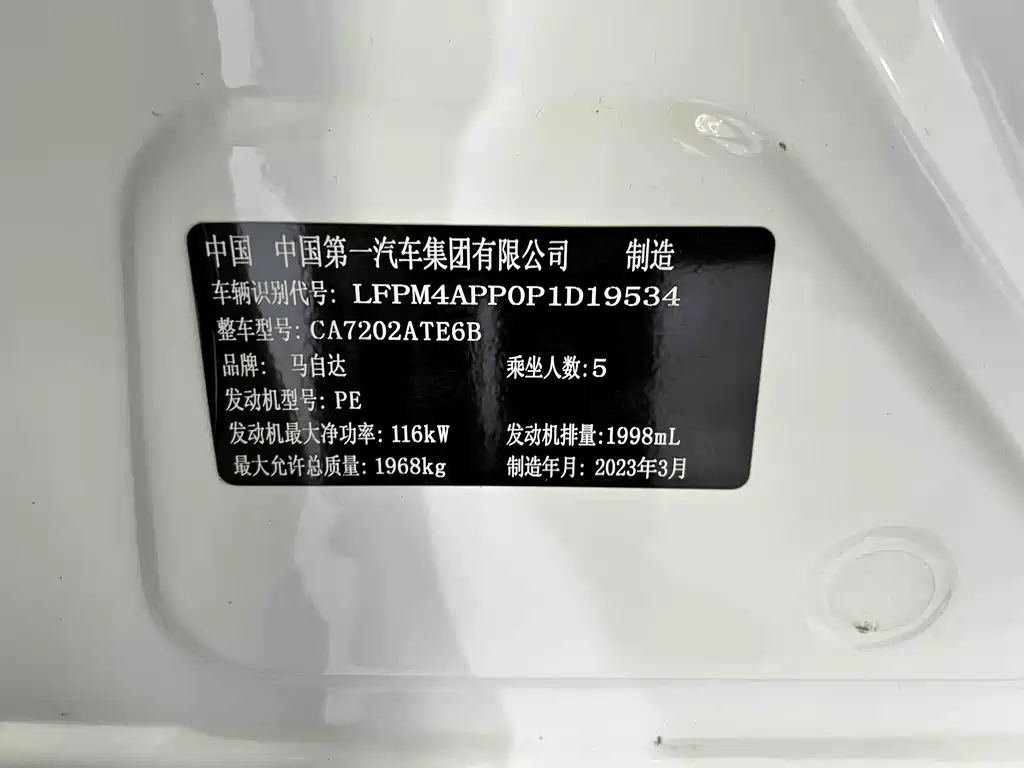 中国 中国第一汽车集团有限公司 制造
车辆识别代号: LFPM4APP0P1D19534
整车型号: CA7202ATE6B
品牌: 马自达 乘坐人数:5
发动机型号: PE
发动机最大净功率: 116kW 发动机排量:1998mL
最大允许总质量: 1968kg 制造年月: 2023年3月